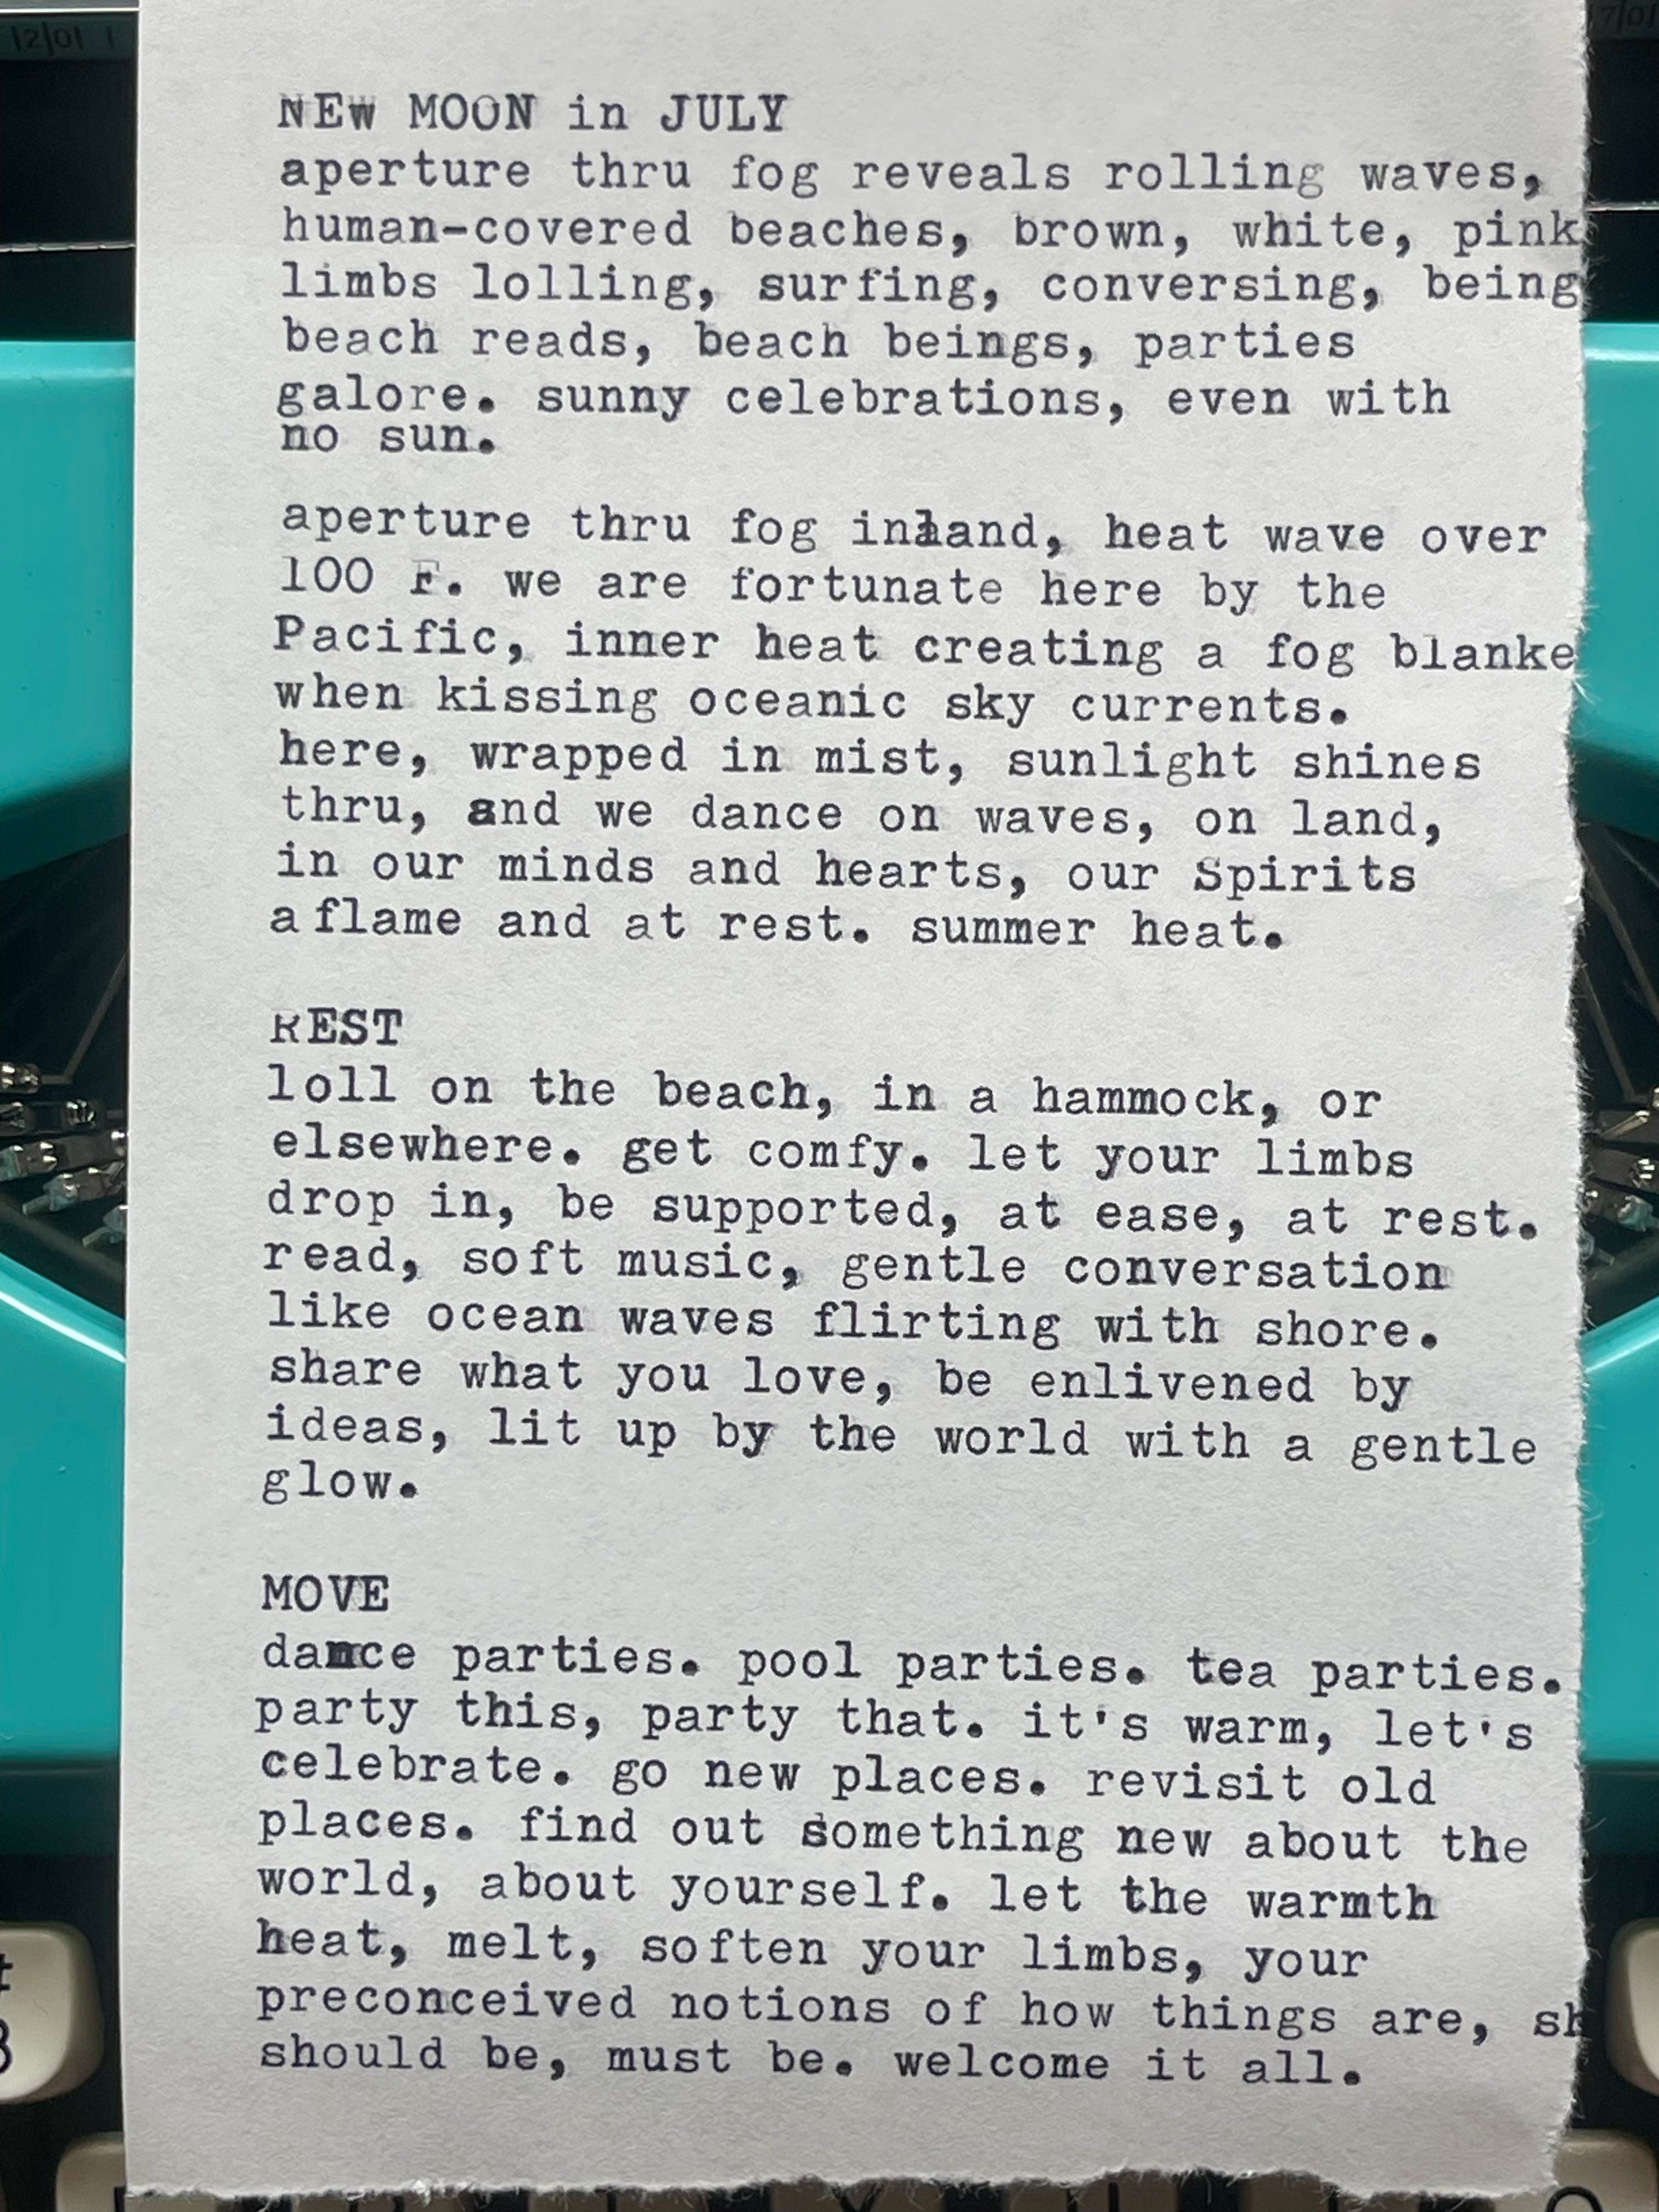 NEW MOON in JULY
aperture thru fog reveals rolling waves,
human-covered beaches, brown, white, pink
limbs lolling, surfing, conversing, being
beach reads, beach beings, parties
galore. sunny celebrations, even with
no sun.
aperture thru fog inland, heat wave over
100 F. we are fortunate here by the
Pacific, inner heat creating a fog blanke
when kissing oceanic sky currents.
here, wrapped in mist, sunlight shines
thru, and we dance on waves, on land,
in our minds and hearts, our Spirits
aflame and at rest. summer heat.
REST
loll on the beach, in a hammock, or
elsewhere. get comfy. let your limbs
drop in, be supported, at ease, at rest.
read, soft music, gentle conversation
like ocean waves flirting with shore.
share what you love, be enlivened by
ideas, lit up by the world with a gentle
glow.
MOVE
dance parties. pool parties. tea parties.
party this, party that. it's warm, let's
celebrate. go new places. revisit old
places. find out something new about the
world, about yourself. let the warmth
heat, melt, soften your limbs, your
preconceived notions of how things are, sh
should be, must be. welcome it all.